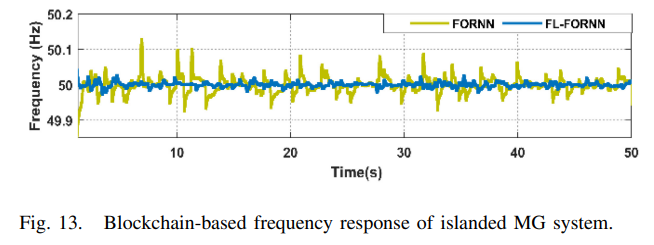 50.2
FORNN FL-FORNN
50.1
50
49.9
Frequency (Hz)
10 20 30 40 50
Time(s)
Fig. 13. Blockchain-based frequency response of islanded MG system.